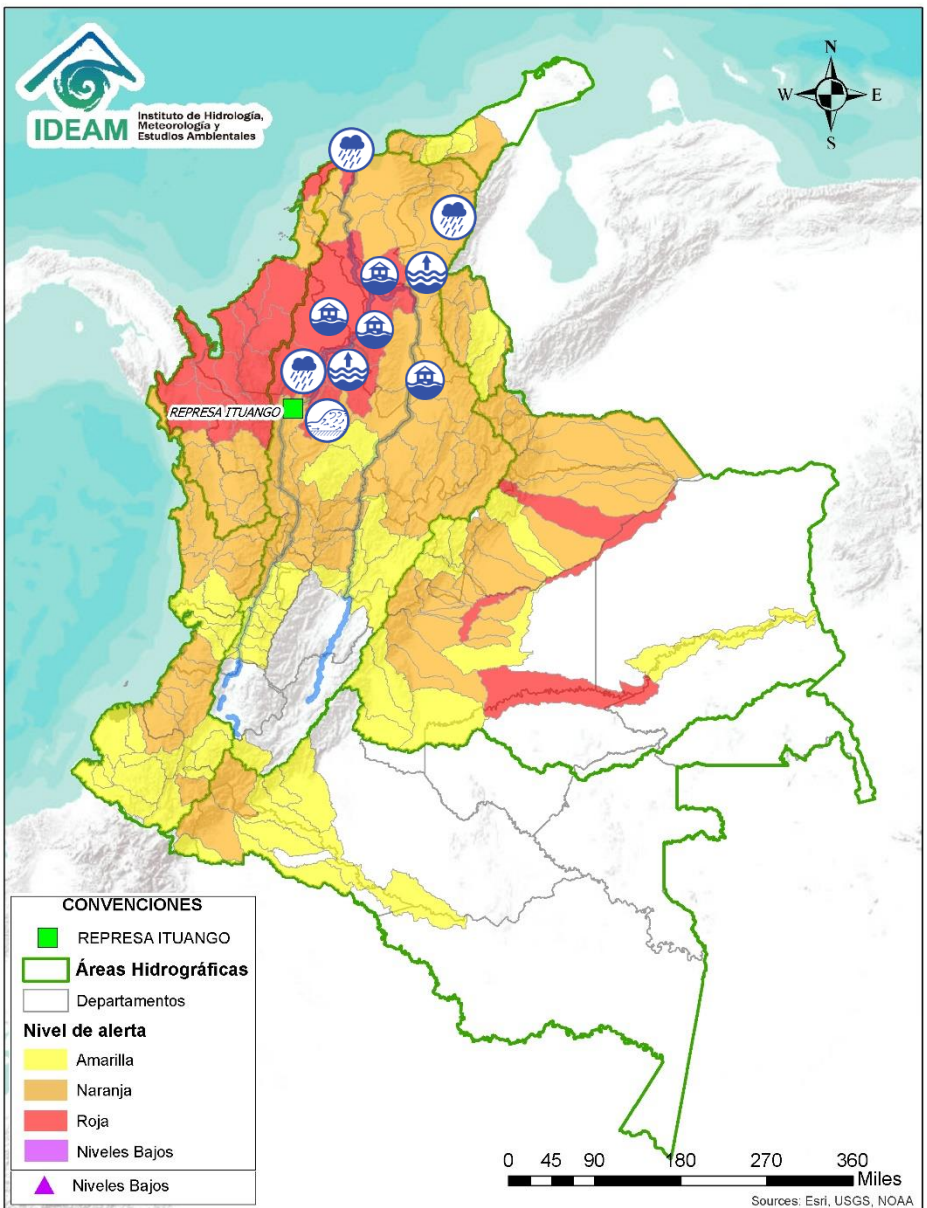 IDEAM
Instituto de Hidrología,
Meteorología y
Estudios Ambientales
N
W
E
S
REPRESA ITUANGO
CONVENCIONES
REPRESA ITUANGO
Áreas Hidrográficas
Departamentos
Nivel de alerta
Amarilla
Naranja
Roja
Niveles Bajos
Niveles Bajos
0 45 90 180 270 360
Miles
Sources: Esri, USGS, NOAA